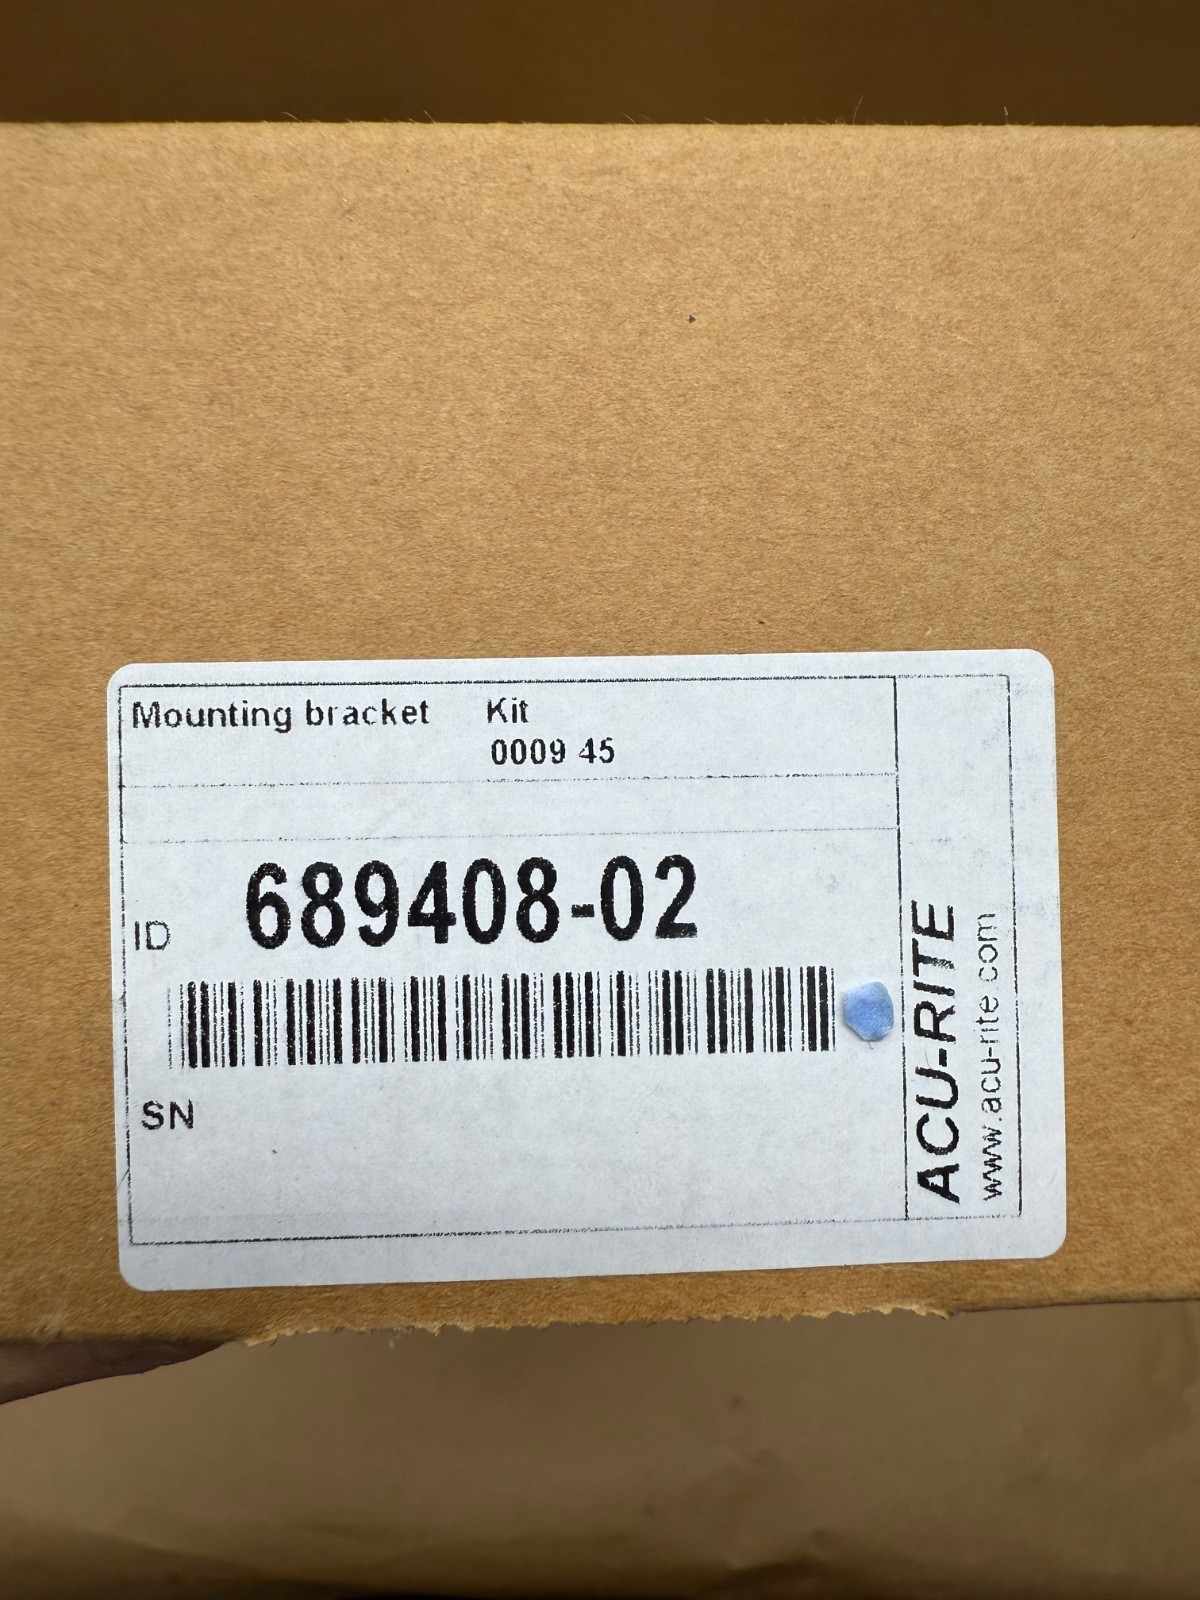 Mounting bracket Kit
0009 45
ID 689408-02
SN
ACU-RITE
www.acu-rite.com